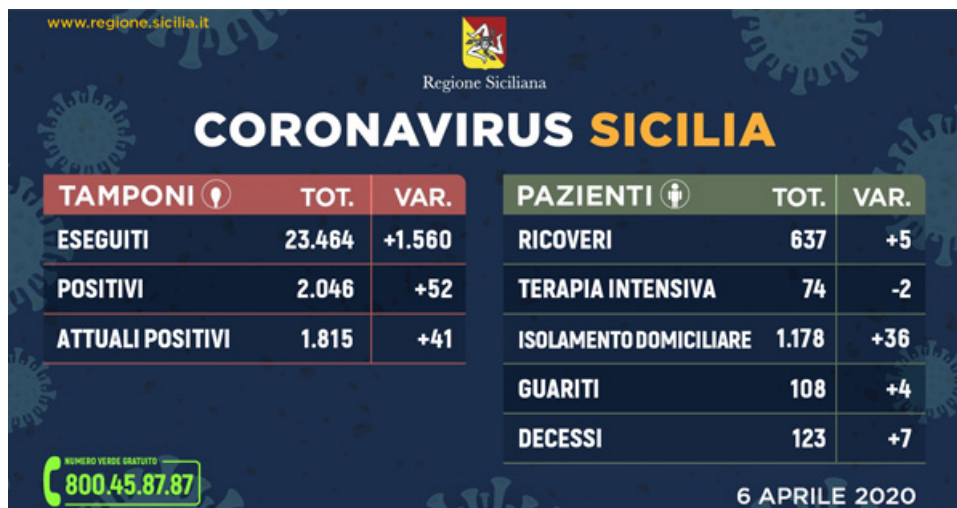 www.regione.sicilia.it
Regione Siciliana
CORONAVIRUS SICILIA
TAMPONI TOT. VAR.
ESEGUITI 23.464 +1.560
POSITIVI 2.046 +52
ATTUALI POSITIVI 1.815 +41
PAZIENTI TOT. VAR.
RICOVERI 637 +5
TERAPIA INTENSIVA 74 -2
ISOLAMENTO DOMICILIARE 1.178 +36
GUARITI 108 +4
DECESSI 123 +7
NUMERO VERDE GRATUITO
800.45.87.87
6 APRILE 2020